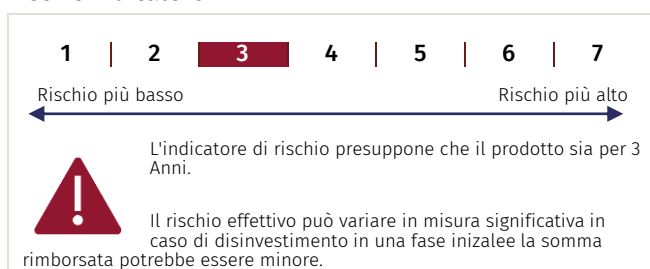 1 2 3 4 5 6 7
Rischio più basso Rischio più alto
L'indicatore di rischio presuppone che il prodotto sia per 3
Anni.
Il rischio effettivo può variare in misura significativa in
caso di disinvestimento in una fase inizalee la somma
rimborsata potrebbe essere minore.